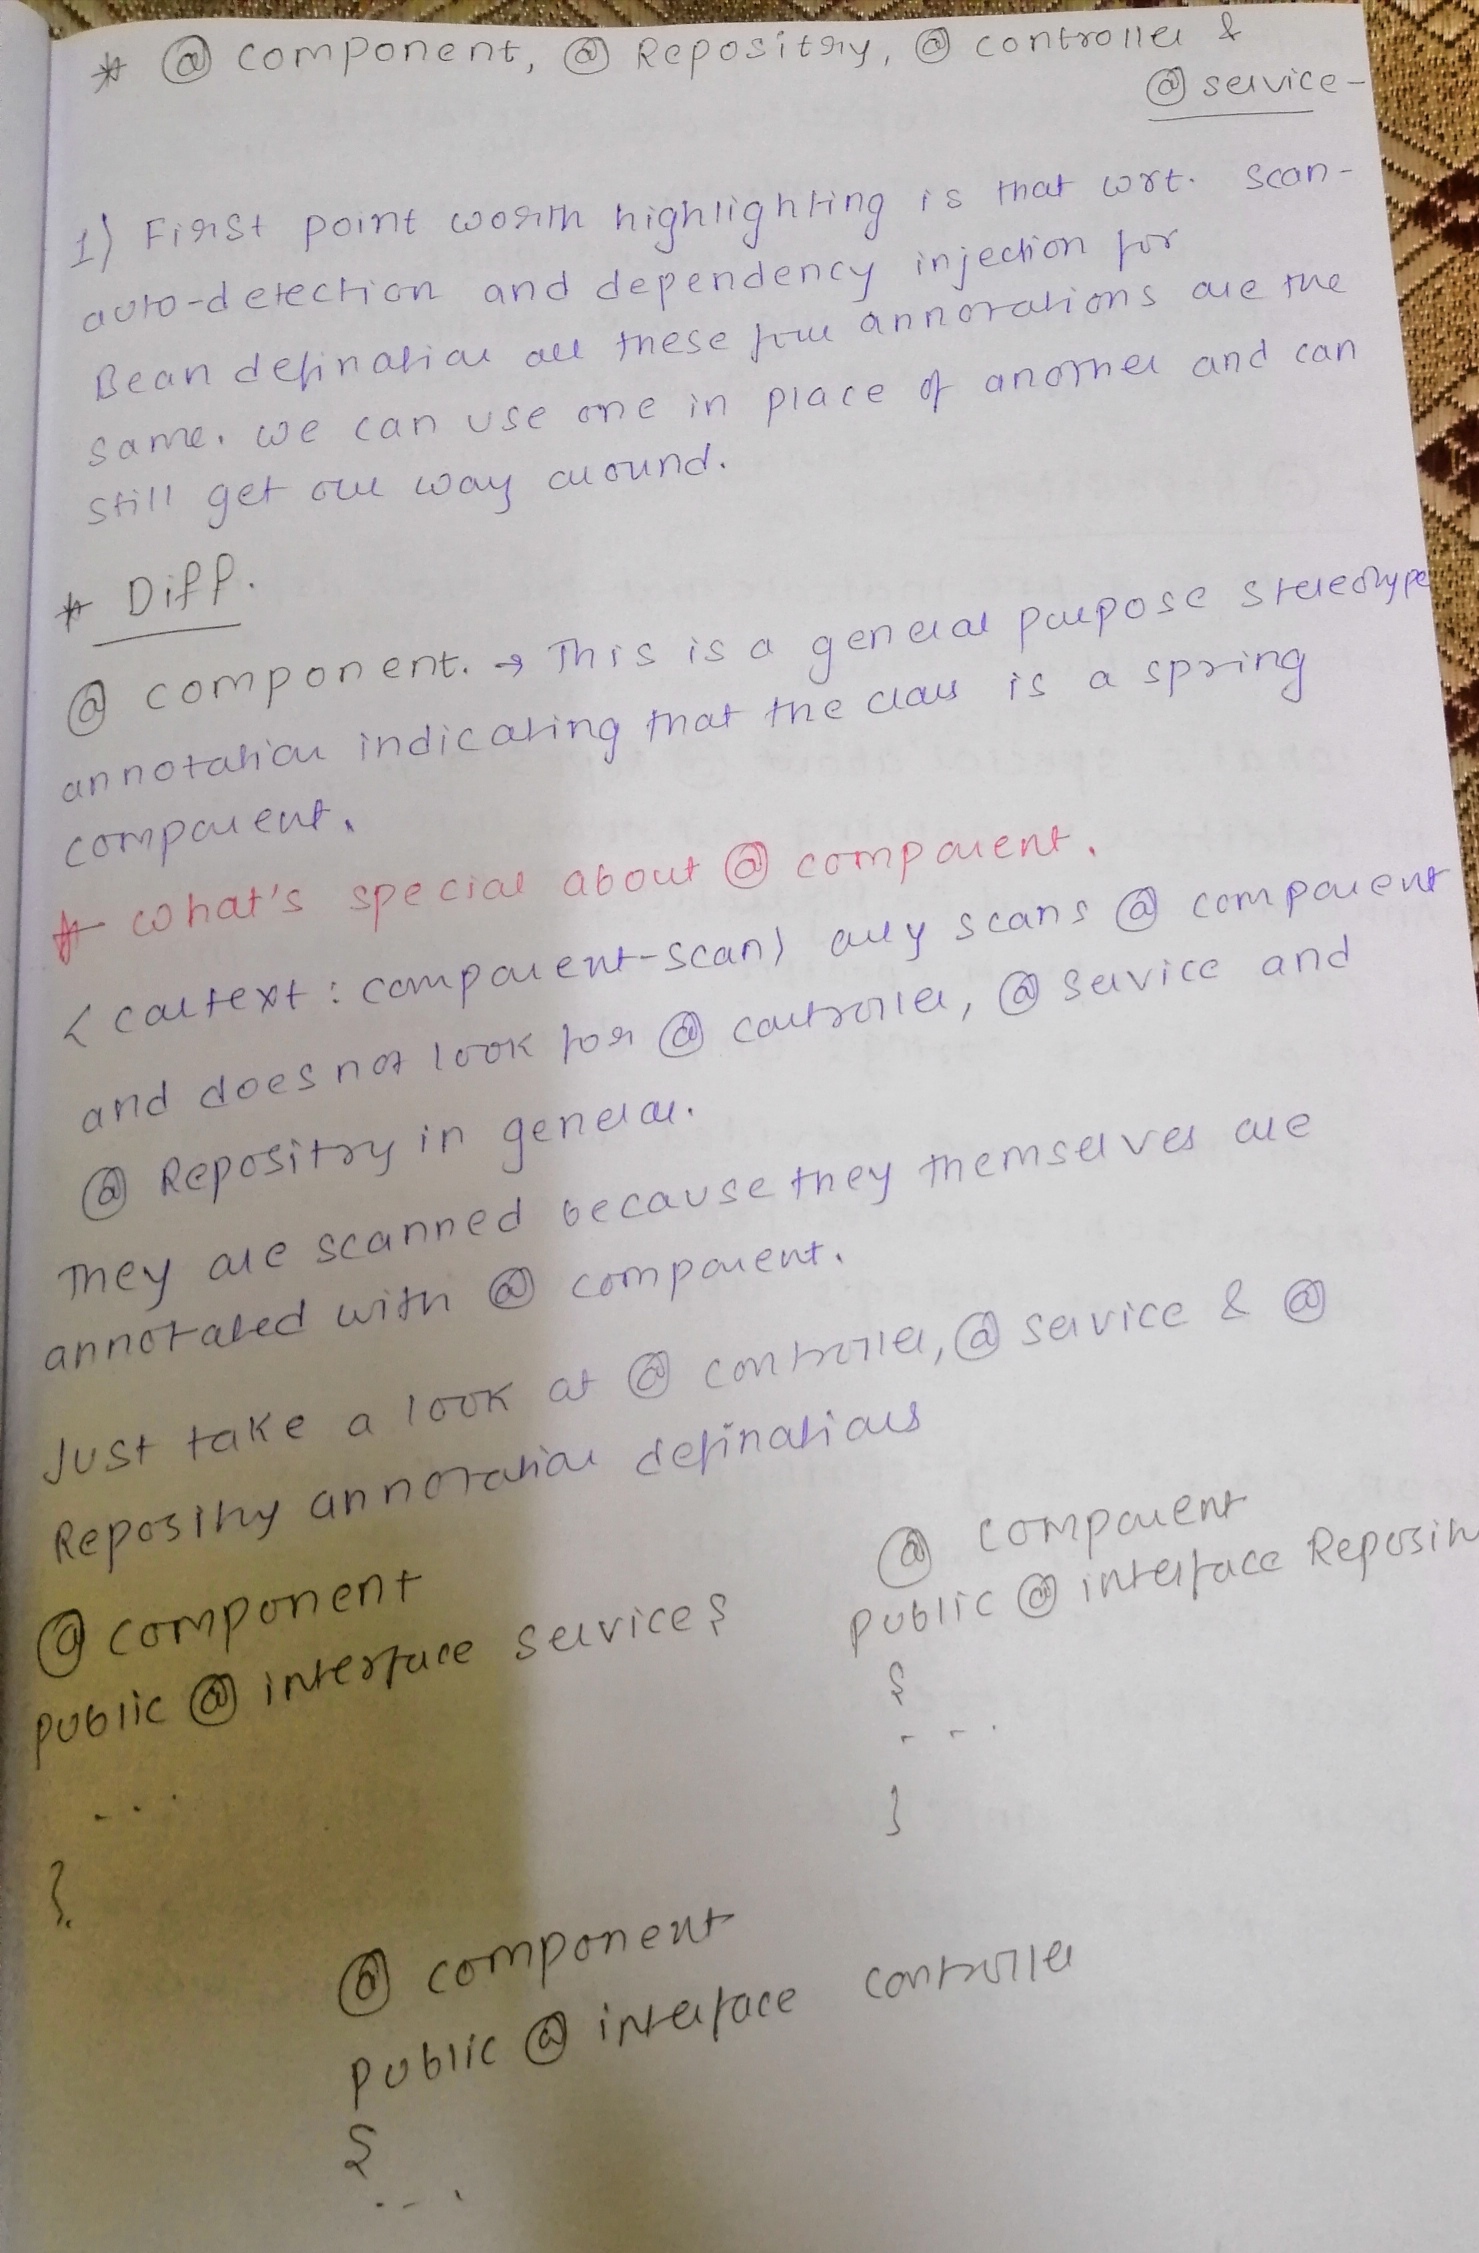 * @ component, @ Repository, @ controller &
@ service -
1) First point worth highlighting is that wrt. scan-
auto-detection and dependency injection for
Bean defination all these four annotations are the
same. we can use one in place of another and can
still get our way around.
* Diff.
@ component. → This is a general purpose stereotype
annotation indicating that the class is a spring
component.
* what's special about @ component.
< context : component-scan) only scans @ component
and does not look for @ controller, @ service and
@ Repository in general.
They are scanned because they themselves are
annotated with @ component.
Just take a look at @ controller, @ service & @
Repository annotation definations
@ component
public @ interface service {
...
}
@ component
public @ interface Reposito
{
...
}
@ component
public @ interface controller
{
...